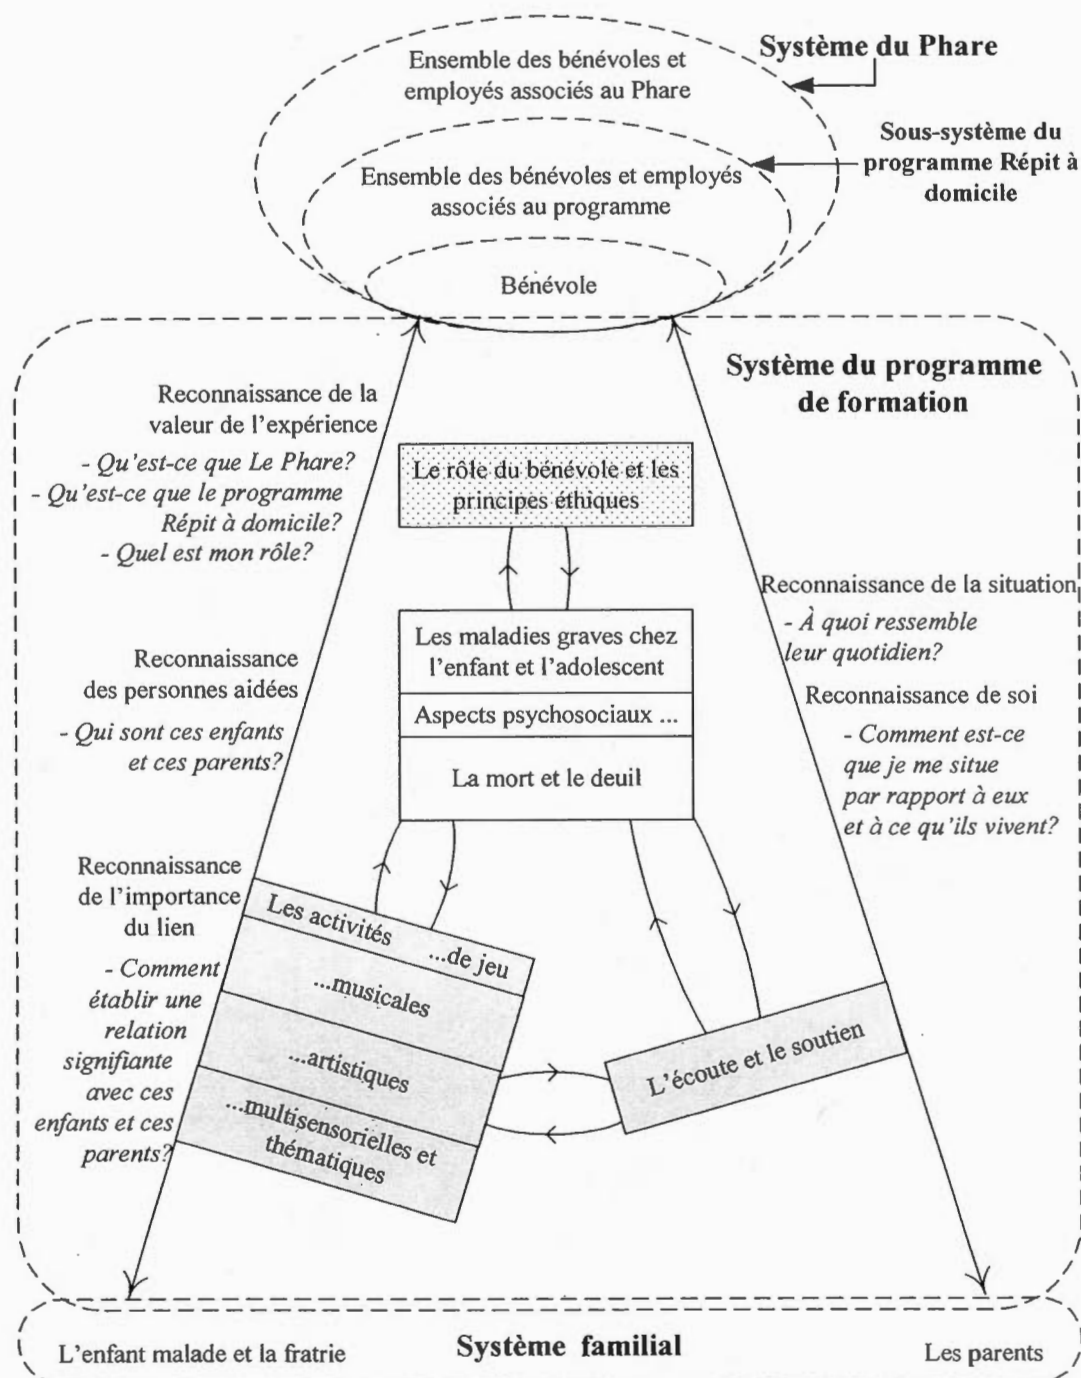 Système du Phare
Ensemble des bénévoles et
employés associés au Phare
Sous-système du
programme Répit à
domicile
Ensemble des bénévoles et employés
associés au programme
Bénévole
Système du programme
de formation
Reconnaissance de la
valeur de l'expérience
- Qu'est-ce que Le Phare?
- Qu'est-ce que le programme
Répit à domicile?
- Quel est mon rôle?
Le rôle du bénévole et les
principes éthiques
Reconnaissance de la situation
- À quoi ressemble
leur quotidien?
Les maladies graves chez
l'enfant et l'adolescent
Aspects psychosociaux ...
La mort et le deuil
Reconnaissance
des personnes aidées
- Qui sont ces enfants
et ces parents?
Reconnaissance de soi
- Comment est-ce
que je me situe
par rapport à eux
et à ce qu'ils vivent?
Reconnaissance
de l'importance
du lien
- Comment
établir une
relation
signifiante
avec ces
enfants et ces
parents?
Les activités ...de jeu
...musicales
...artistiques
...multisensorielles et
thématiques
L'écoute et le soutien
L'enfant malade et la fratrie
Système familial
Les parents